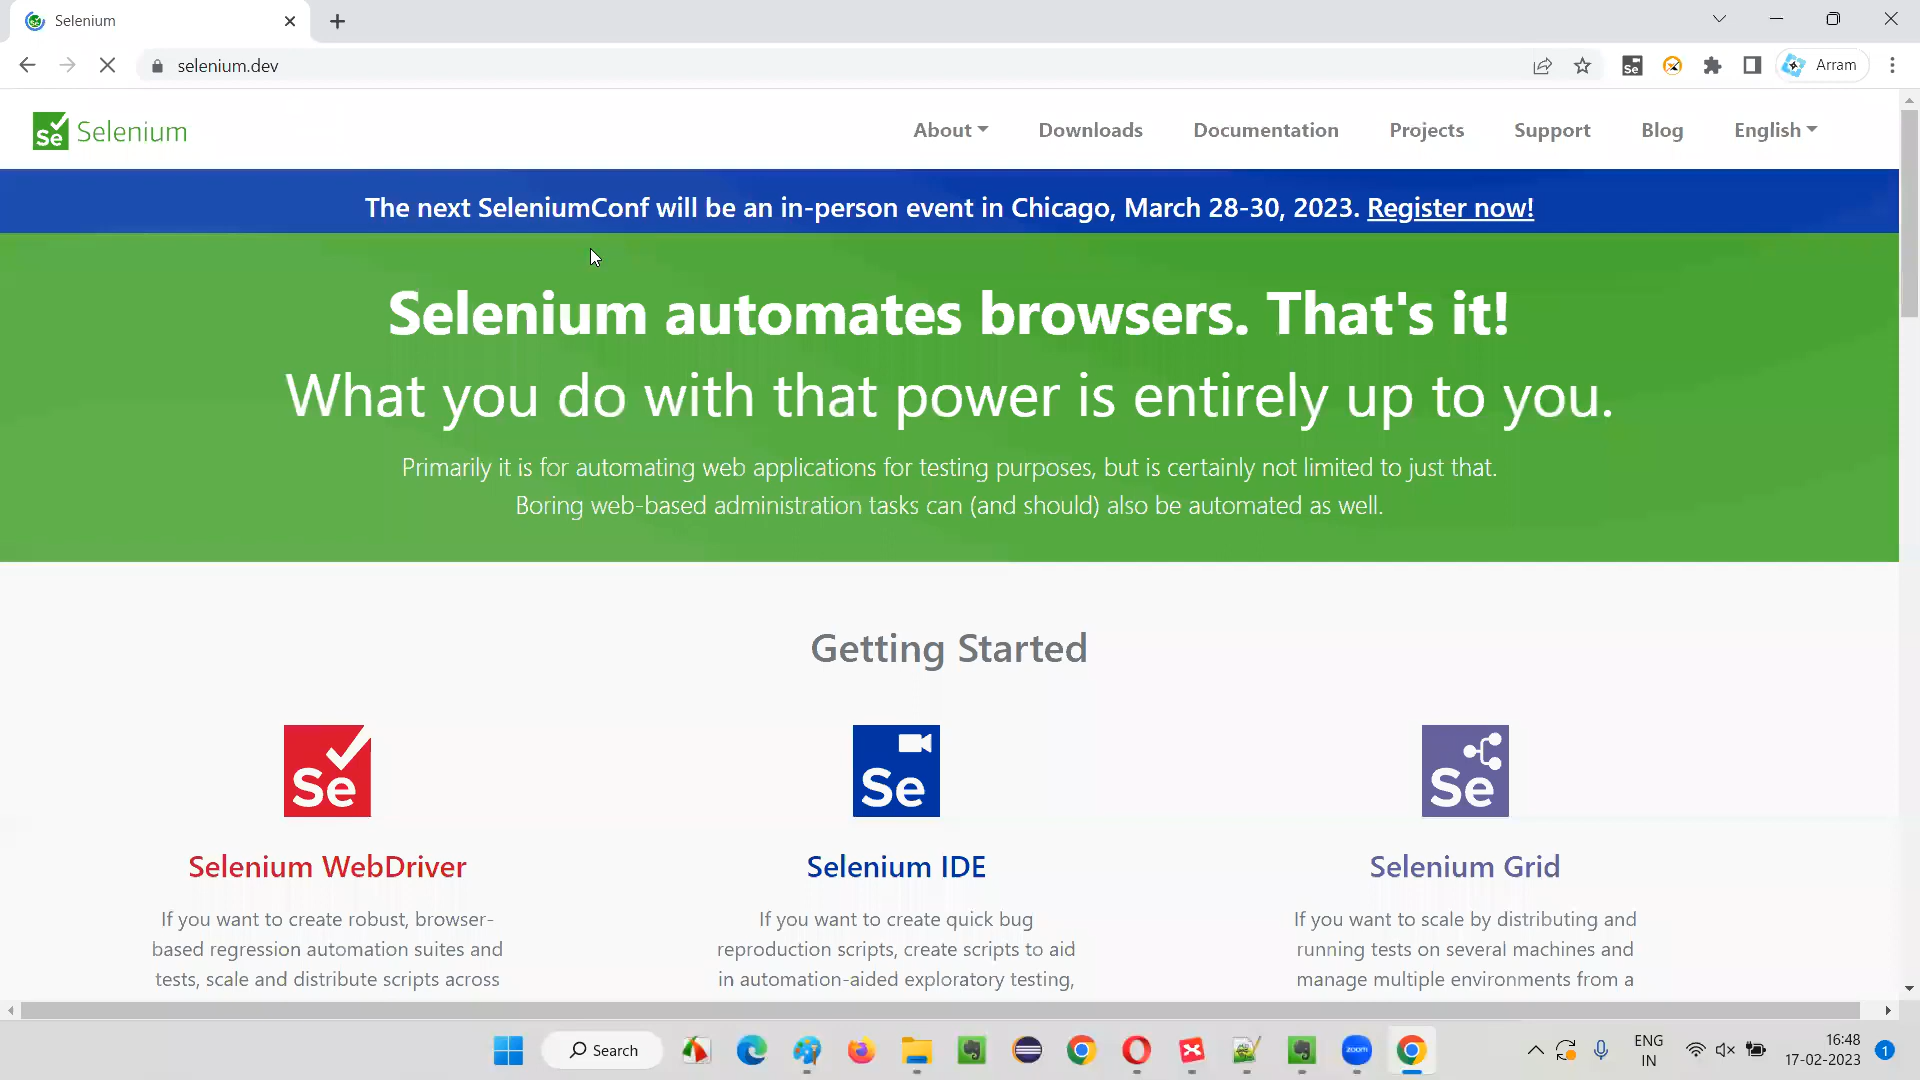 Selenium
selenium.dev
Se
Arram
Se Selenium
About
Downloads
Documentation
Projects
Support
Blog
English
The next SeleniumConf will be an in-person event in Chicago, March 28-30, 2023. Register now!
Selenium automates browsers. That's it!
What you do with that power is entirely up to you.
Primarily it is for automating web applications for testing purposes, but is certainly not limited to just that.
Boring web-based administration tasks can (and should) also be automated as well.
Getting Started
Se
Se
Se
Selenium WebDriver
If you want to create robust, browser-
based regression automation suites and
tests, scale and distribute scripts across
Selenium IDE
If you want to create quick bug
reproduction scripts, create scripts to aid
in automation-aided exploratory testing,
Selenium Grid
If you want to scale by distributing and
running tests on several machines and
manage multiple environments from a
Search
zoom
ENG
IN
16:48
17-02-2023
1